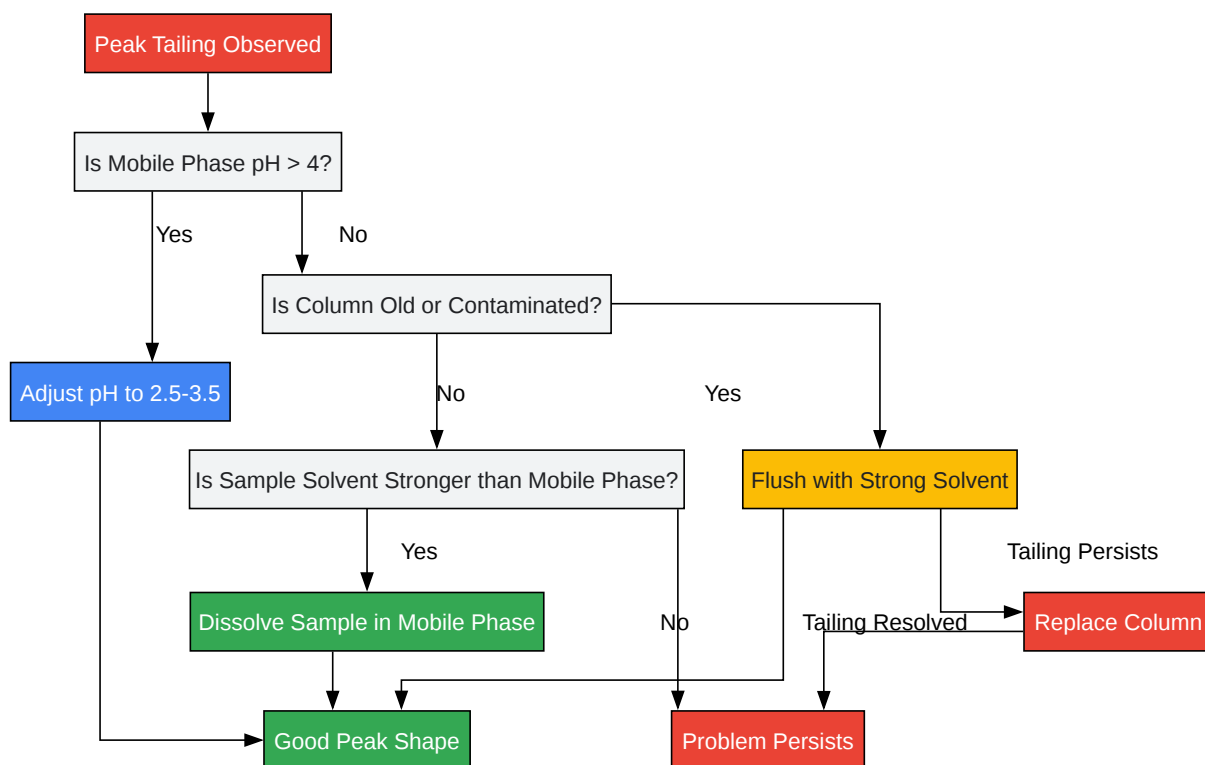 Peak Tailing Observed
Is Mobile Phase pH > 4?
Yes
No
Is Column Old or Contaminated?
Adjust pH to 2.5-3.5
No
Yes
Is Sample Solvent Stronger than Mobile Phase?
Flush with Strong Solvent
Yes
Tailing Persists
Dissolve Sample in Mobile Phase
No
Tailing Resolved
Replace Column
Good Peak Shape
Problem Persists